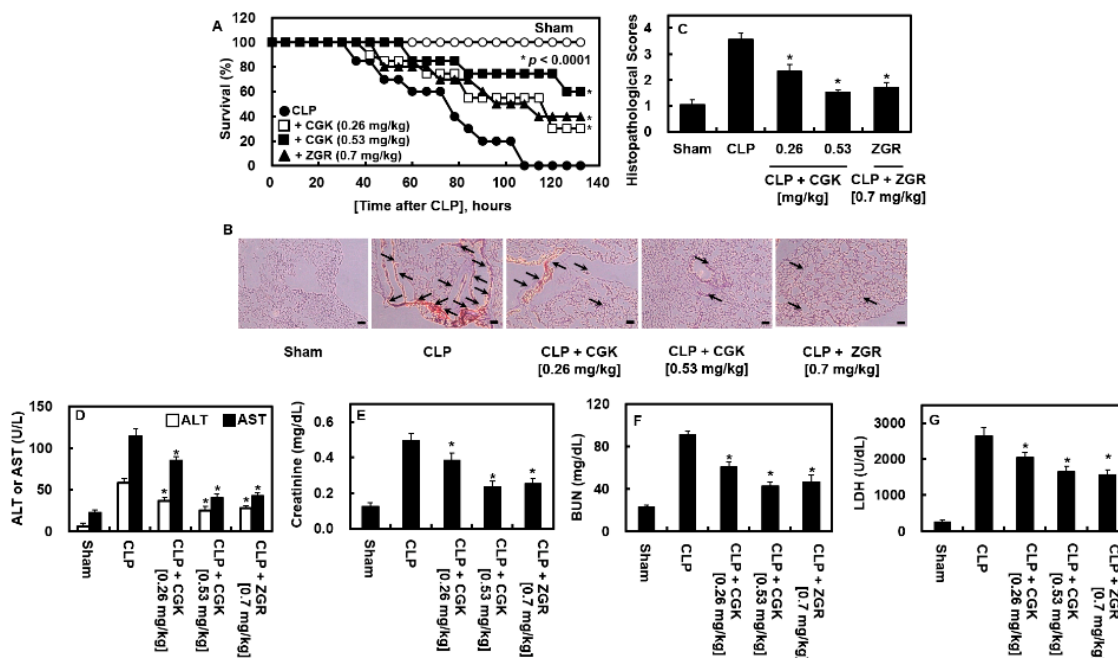 A
Sham
* p < 0.0001
Survival (%)
120
100
80
60
40
20
0
CLP
+ CGK (0.26 mg/kg)
+ CGK (0.53 mg/kg)
+ ZGR (0.7 mg/kg)
*
*
*
0 20 40 60 80 100 120 140
[Time after CLP], hours
C
Histopathological Scores
4
3
2
1
0
* * *
Sham CLP 0.26 0.53 ZGR
CLP + CGK CLP + ZGR
[mg/kg] [0.7 mg/kg]
B
Sham CLP CLP + CGK CLP + CGK CLP + ZGR
[0.26 mg/kg] [0.53 mg/kg] [0.7 mg/kg]
D
ALT AST
ALT or AST (U/L)
150
100
50
0
* * * * * *
Sham
CLP
CLP + CGK
[0.26 mg/kg]
CLP + CGK
[0.53 mg/kg]
CLP + ZGR
[0.7 mg/kg]
E
Creatinine (mg/dL)
0.6
0.4
0.2
0.0
* * *
Sham
CLP
CLP + CGK
[0.26 mg/kg]
CLP + CGK
[0.53 mg/kg]
CLP + ZGR
[0.7 mg/kg]
F
BUN (mg/dL)
120
80
40
0
* * *
Sham
CLP
CLP + CGK
[0.26 mg/kg]
CLP + CGK
[0.53 mg/kg]
CLP + ZGR
[0.7 mg/kg]
G
LDH (U/dL)
3000
2000
1000
0
* * *
Sham
CLP
CLP + CGK
[0.26 mg/kg]
CLP + CGK
[0.53 mg/kg]
CLP + ZGR
[0.7 mg/kg]